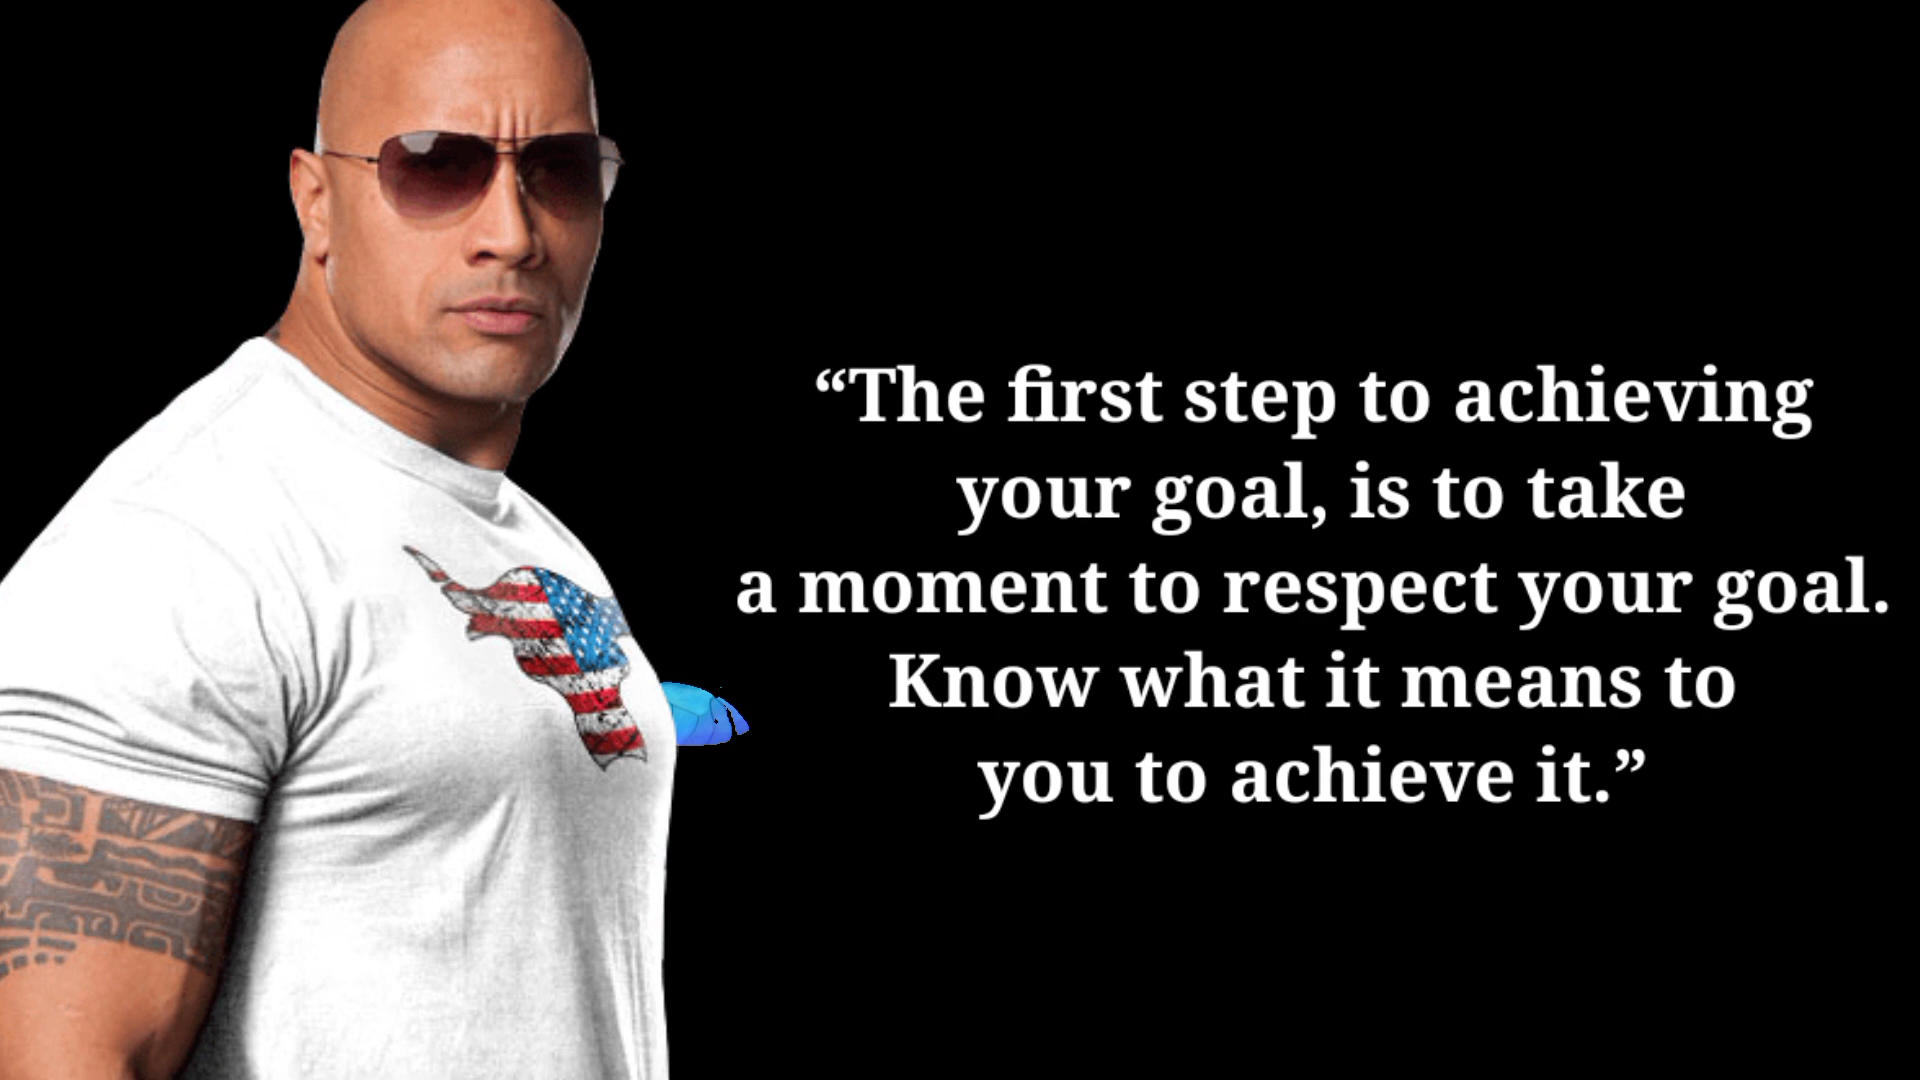 “The first step to achieving
your goal, is to take
a moment to respect your goal.
Know what it means to
you to achieve it.”